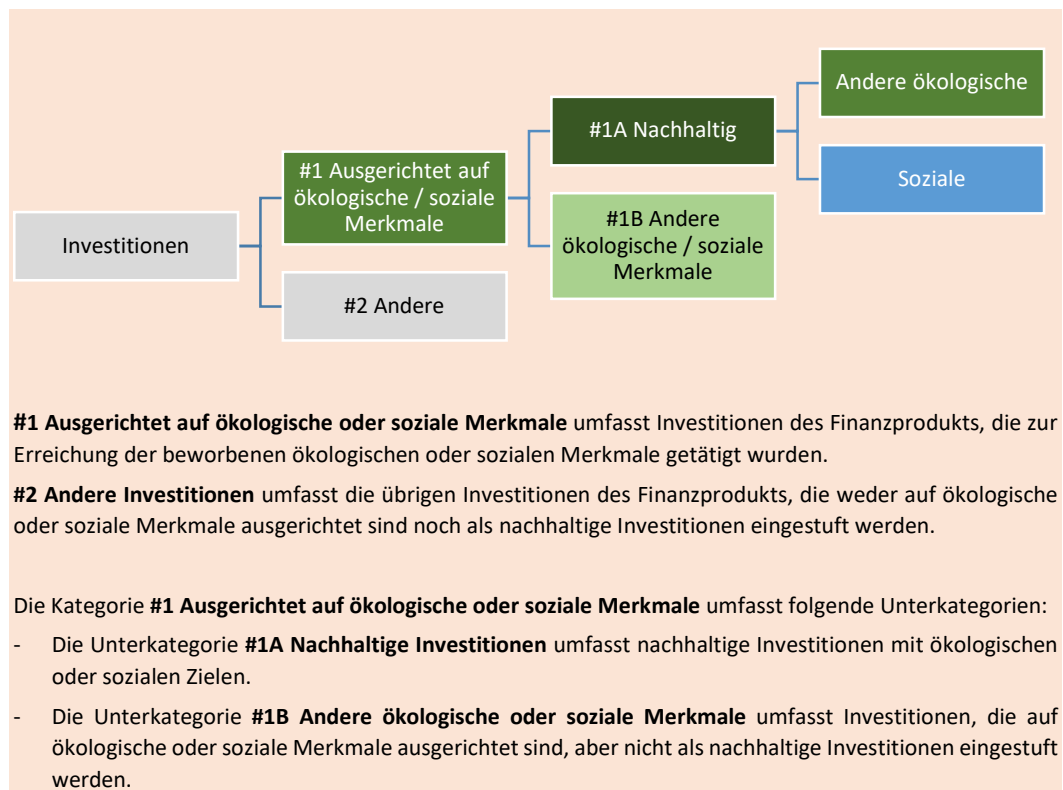 Andere ökologische
#1A Nachhaltig
#1 Ausgerichtet auf
ökologische / soziale
Merkmale
Soziale
#1B Andere
ökologische / soziale
Merkmale
Investitionen
#2 Andere
#1 Ausgerichtet auf ökologische oder soziale Merkmale umfasst Investitionen des Finanzprodukts, die zur
Erreichung der beworbenen ökologischen oder sozialen Merkmale getätigt wurden.
#2 Andere Investitionen umfasst die übrigen Investitionen des Finanzprodukts, die weder auf ökologische
oder soziale Merkmale ausgerichtet sind noch als nachhaltige Investitionen eingestuft werden.
Die Kategorie #1 Ausgerichtet auf ökologische oder soziale Merkmale umfasst folgende Unterkategorien:
- Die Unterkategorie #1A Nachhaltige Investitionen umfasst nachhaltige Investitionen mit ökologischen
oder sozialen Zielen.
- Die Unterkategorie #1B Andere ökologische oder soziale Merkmale umfasst Investitionen, die auf
ökologische oder soziale Merkmale ausgerichtet sind, aber nicht als nachhaltige Investitionen eingestuft
werden.